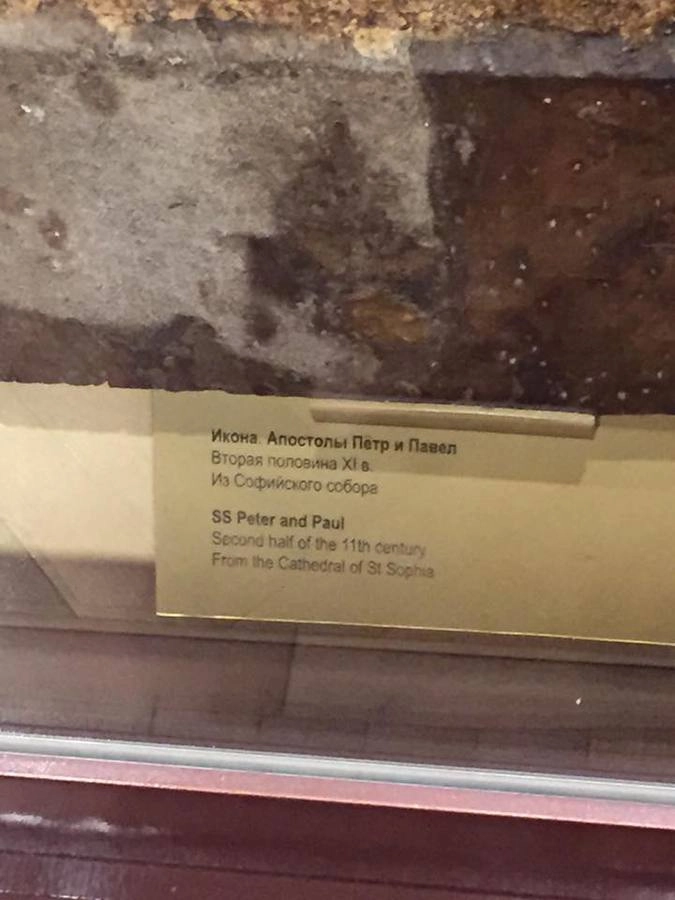 Икона. Апостолы Пётр и Павел
Вторая половина XI в.
Из Софийского собора
SS Peter and Paul
Second half of the 11th century
From the Cathedral of St Sophia